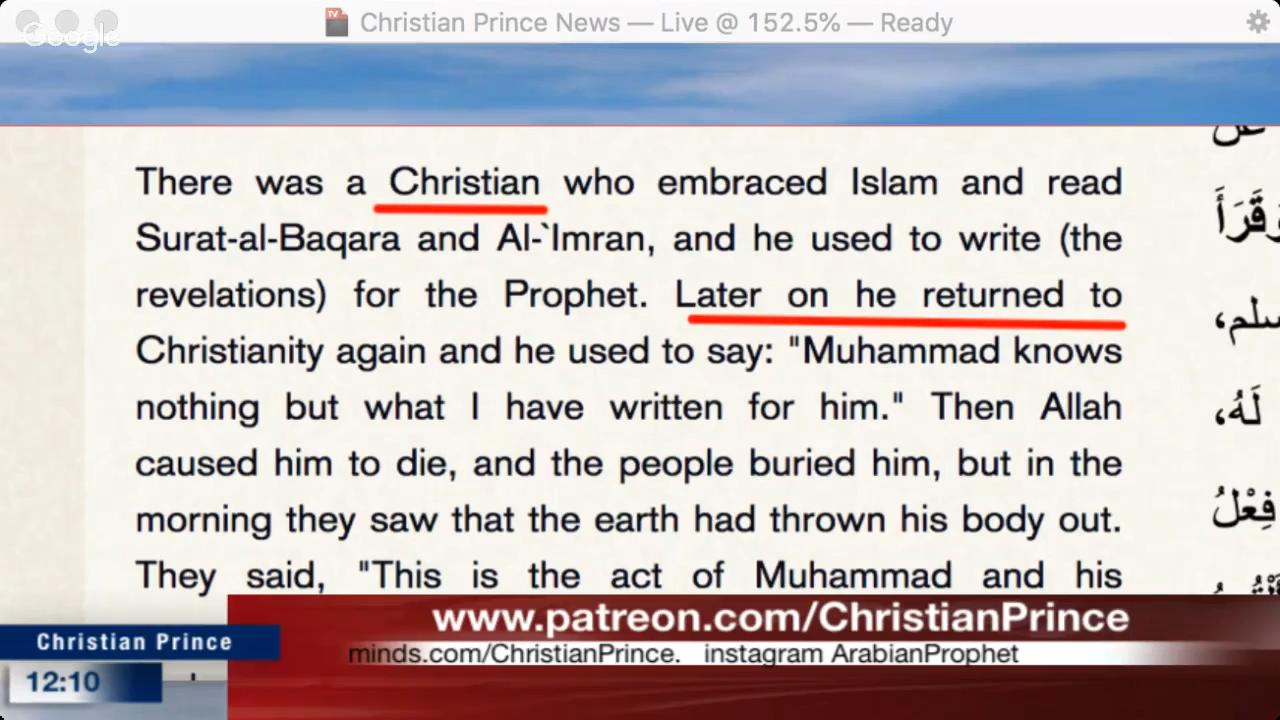 Christian Prince News — Live @ 152.5% — Ready
TV
Google
There was a Christian who embraced Islam and read
Surat-al-Baqara and Al-`Imran, and he used to write (the
revelations) for the Prophet. Later on he returned to
Christianity again and he used to say: "Muhammad knows
nothing but what I have written for him." Then Allah
caused him to die, and the people buried him, but in the
morning they saw that the earth had thrown his body out.
They said, "This is the act of Muhammad and his
وَقَرَأَ
لَهُ،
فِعْلُ
www.patreon.com/ChristianPrince
Christian Prince
minds.com/ChristianPrince. instagram ArabianProphet
12:10